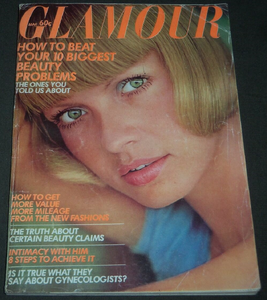 60¢
GLAMOUR
HOW TO BEAT
YOUR 10 BIGGEST
BEAUTY
PROBLEMS
THE ONES YOU
TOLD US ABOUT
HOW TO GET
MORE VALUE
MORE MILEAGE
FROM THE NEW FASHIONS
THE TRUTH ABOUT
CERTAIN BEAUTY CLAIMS
INTIMACY WITH HIM
8 STEPS TO ACHIEVE IT
IS IT TRUE WHAT THEY
SAY ABOUT GYNECOLOGISTS?